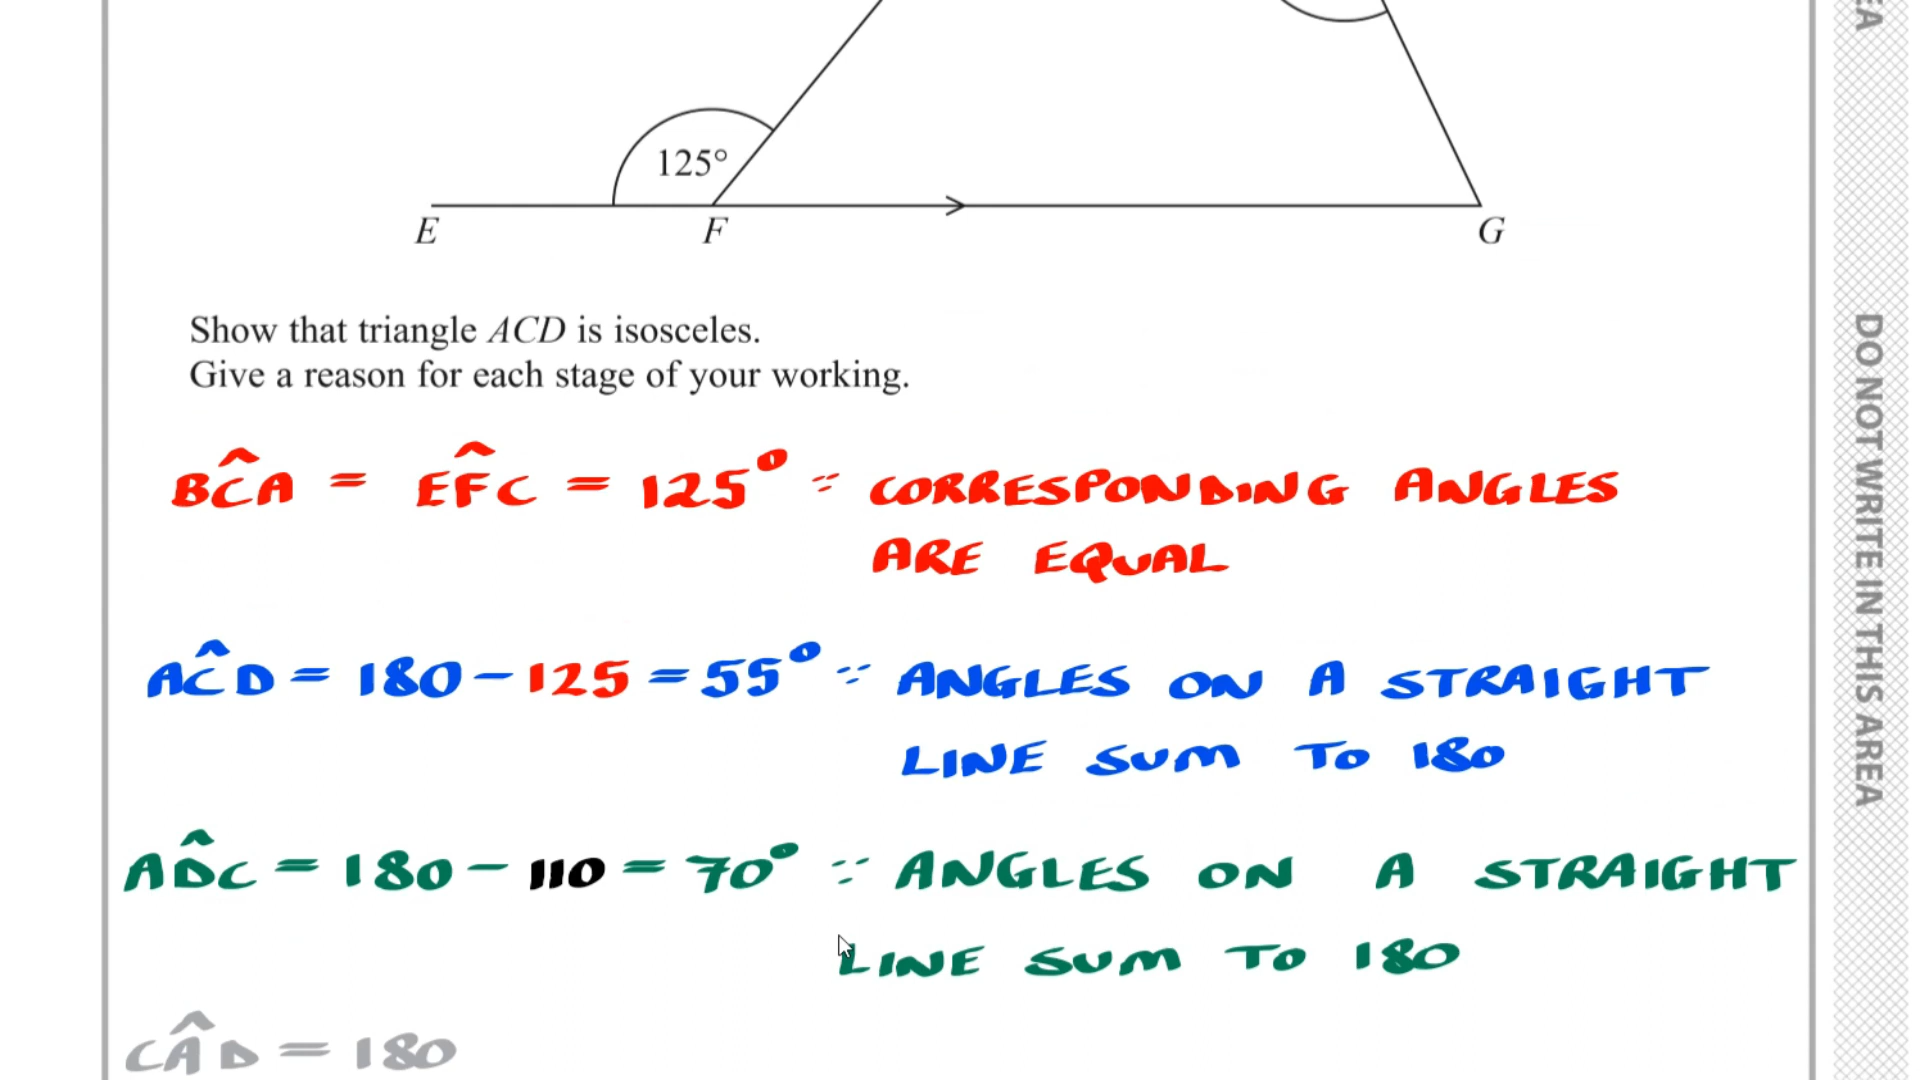 EA
125°
E F G
Show that triangle ACD is isosceles.
Give a reason for each stage of your working.
BĈA = EF̂C = 125° ∵ CORRESPONDING ANGLES
ARE EQUAL
AĈD = 180 - 125 = 55° ∵ ANGLES ON A STRAIGHT
LINE SUM TO 180
AD̂C = 180 - 110 = 70° ∵ ANGLES ON A STRAIGHT
LINE SUM TO 180
CÂD = 180
DO NOT WRITE IN THIS AREA